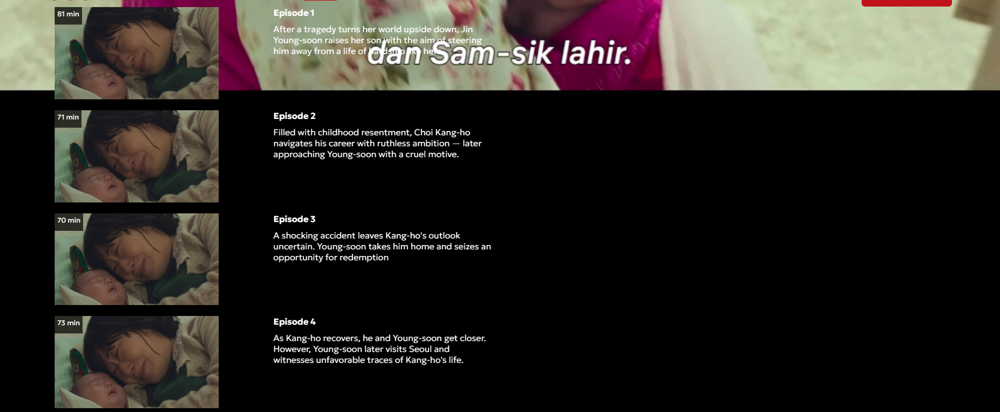 81 min
Episode 1
After a tragedy turns her world upside down, Jin
Young-soon raises her son with the aim of steering
him away from a life of hardship like
dan Sam-sik lahir.
71 min
Episode 2
Filled with childhood resentment, Choi Kang-ho
navigates his career with ruthless ambition — later
approaching Young-soon with a cruel motive.
70 min
Episode 3
A shocking accident leaves Kang-ho's outlook
uncertain. Young-soon takes him home and seizes an
opportunity for redemption
73 min
Episode 4
As Kang-ho recovers, he and Young-soon get closer.
However, Young-soon later visits Seoul and
witnesses unfavorable traces of Kang-ho's life.